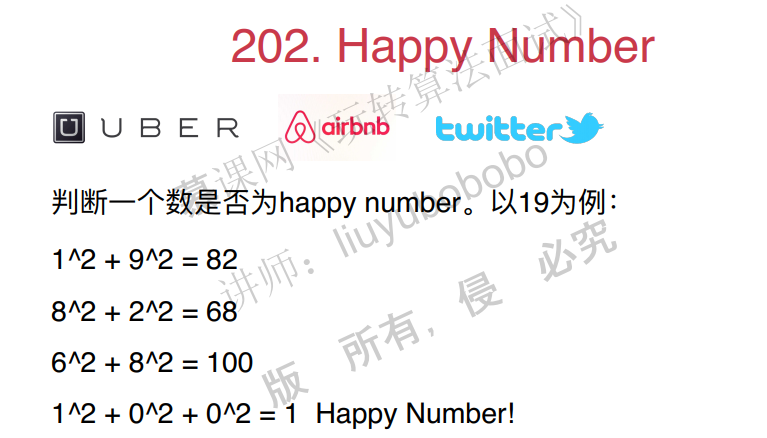 202. Happy Number
UBER
airbnb
twitter
判断一个数是否为happy number。以19为例：
1^2 + 9^2 = 82
8^2 + 2^2 = 68
6^2 + 8^2 = 100
1^2 + 0^2 + 0^2 = 1  Happy Number!
慕课网《玩转算法面试》
讲师：liuyubobobo
版 所有，侵 必究